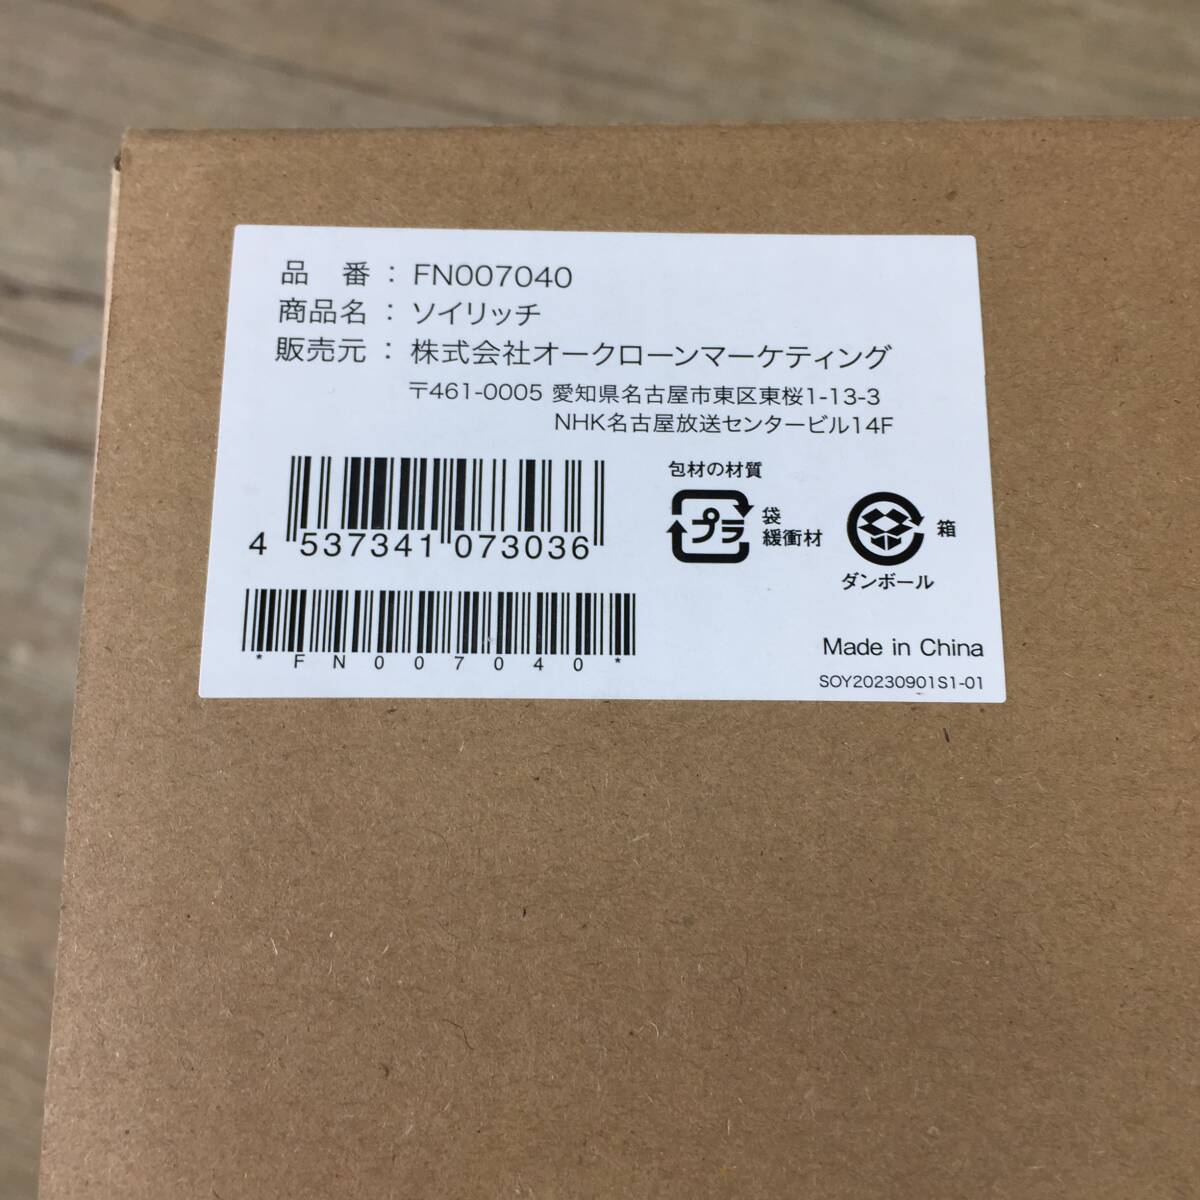 品 番 : FN007040
商品名 : ソイリッチ
販売元 : 株式会社オークローンマーケティング
〒461-0005 愛知県名古屋市東区東桜1-13-3
NHK名古屋放送センタービル14F
包材の材質
プラ 袋
緩衝材
箱
ダンボール
4 537341 073036
*FN007040*
Made in China
SOY20230901S1-01